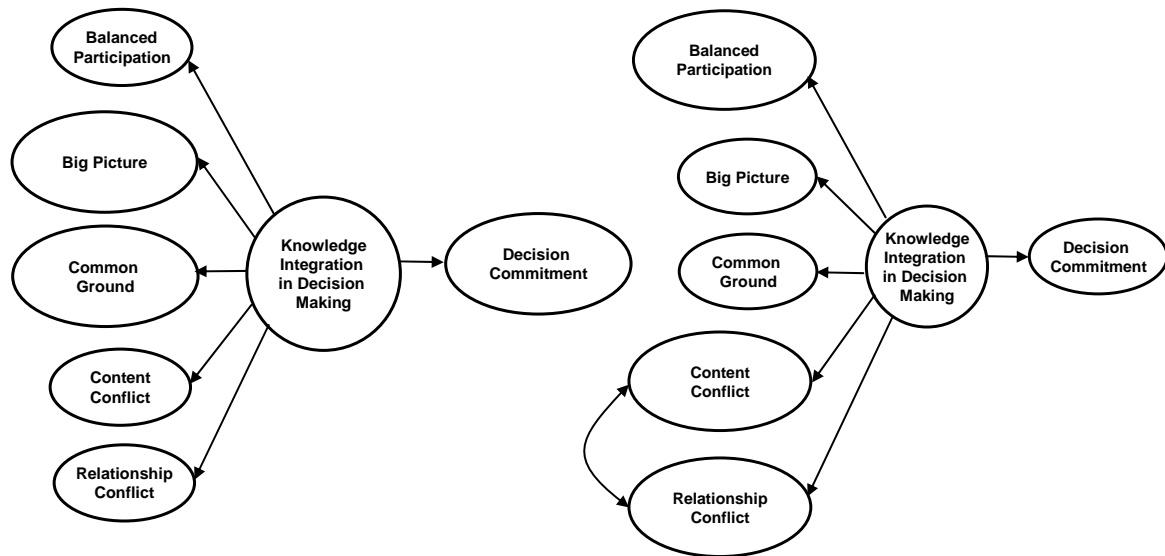 Balanced
Participation
Big Picture
Common
Ground
Content
Conflict
Relationship
Conflict
Knowledge
Integration
in Decision
Making
Decision
Commitment
Balanced
Participation
Big Picture
Common
Ground
Content
Conflict
Relationship
Conflict
Knowledge
Integration
in Decision
Making
Decision
Commitment